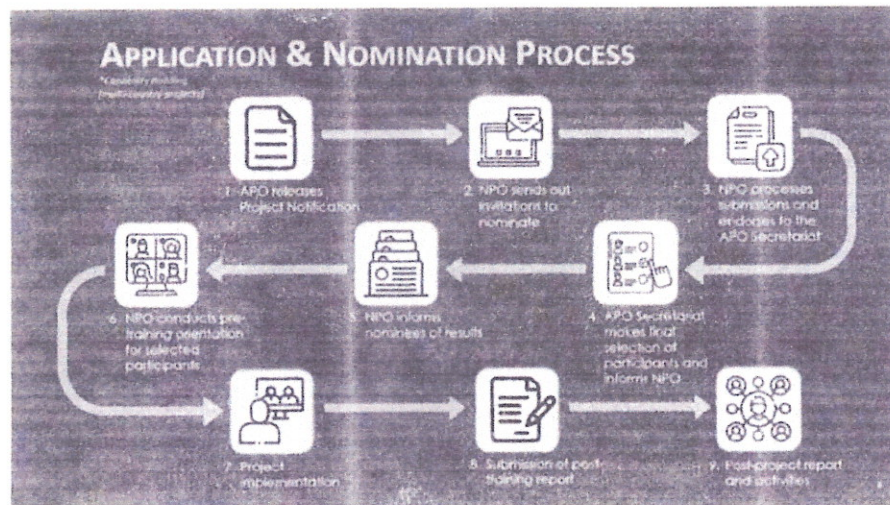 APPLICATION & NOMINATION PROCESS
*Capability Building
(multi-country projects)
1. APO releases
Project Notification
2. NPO sends out
invitations to
nominate
3. NPO processes
submissions and
endorses to the
APO Secretariat
4. APO Secretariat
makes final
selection of
participants and
informs NPO
5. NPO informs
nominees of results
6. NPO conducts pre-
training orientation
for selected
participants
7. Project
implementation
8. Submission of post-
training report
9. Post-project report
and activities